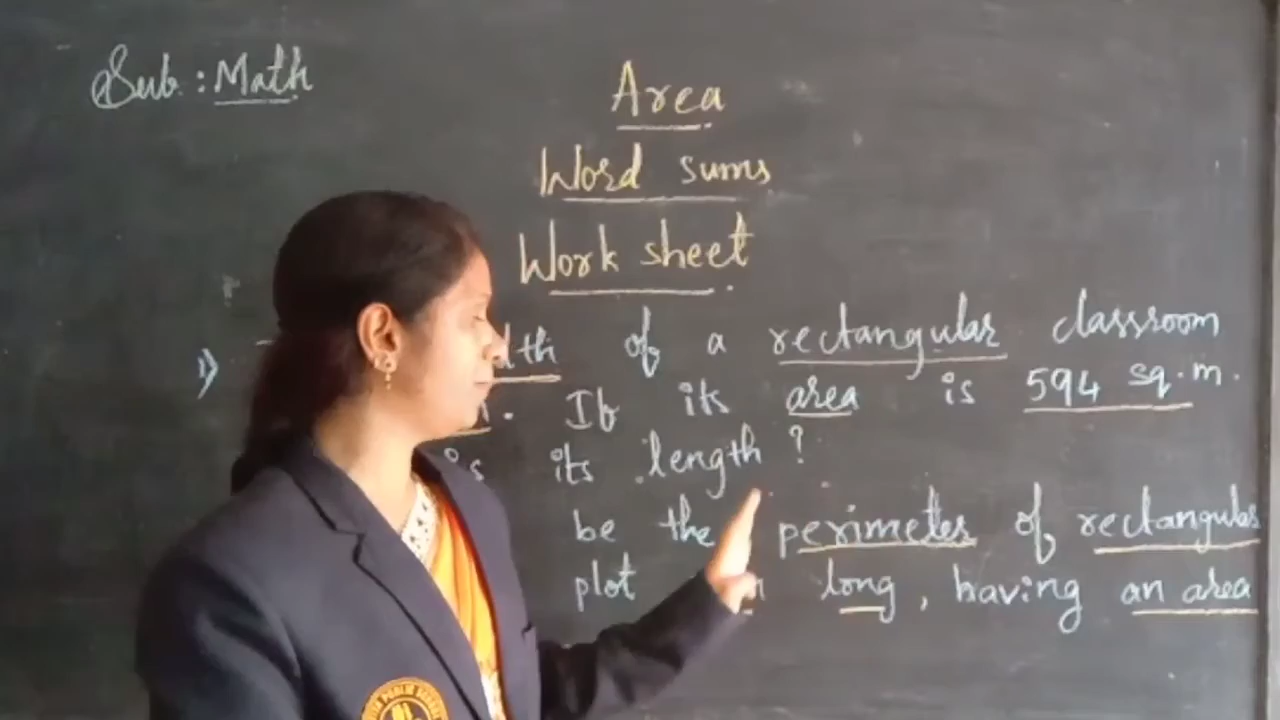 Sub : Math
Area
Word sums
Work sheet
1) of a rectangular classroom
. If its area is 594 sq.m.
is its length ?
be the perimeter of rectangular
plot long, having an area
PUBLIC